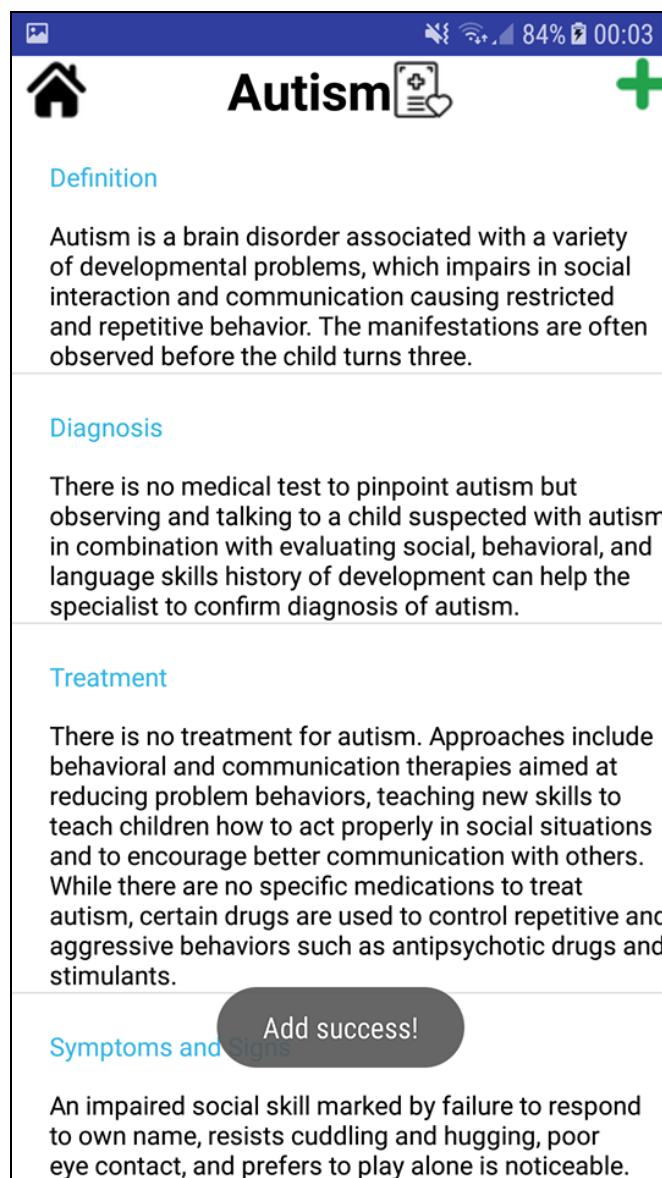 84% 00:03
Autism
Definition
Autism is a brain disorder associated with a variety
of developmental problems, which impairs in social
interaction and communication causing restricted
and repetitive behavior. The manifestations are often
observed before the child turns three.
Diagnosis
There is no medical test to pinpoint autism but
observing and talking to a child suspected with autism
in combination with evaluating social, behavioral, and
language skills history of development can help the
specialist to confirm diagnosis of autism.
Treatment
There is no treatment for autism. Approaches include
behavioral and communication therapies aimed at
reducing problem behaviors, teaching new skills to
teach children how to act properly in social situations
and to encourage better communication with others.
While there are no specific medications to treat
autism, certain drugs are used to control repetitive and
aggressive behaviors such as antipsychotic drugs and
stimulants.
Add success!
Symptoms and Signs
An impaired social skill marked by failure to respond
to own name, resists cuddling and hugging, poor
eye contact, and prefers to play alone is noticeable.